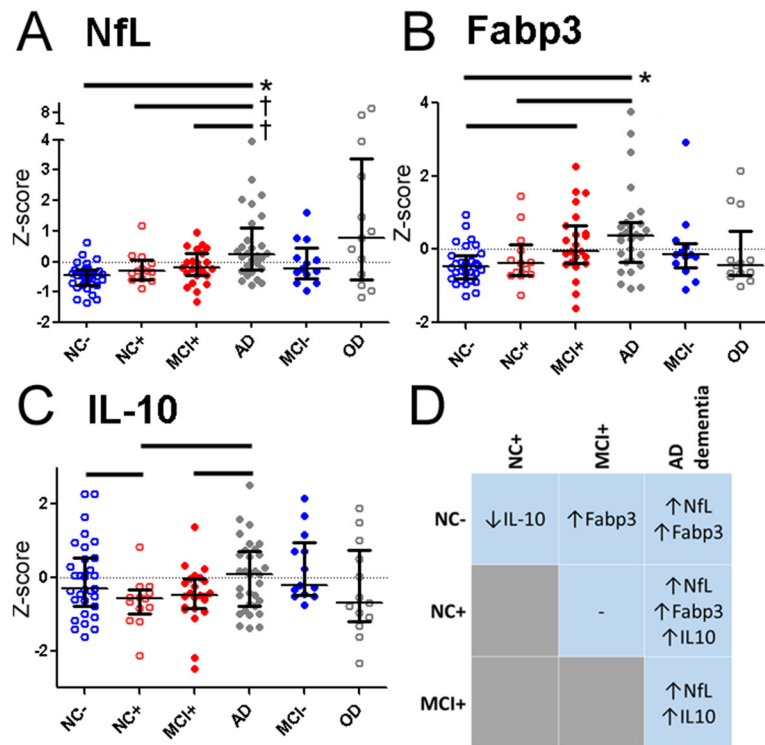 A NfL
*
†
†
8
4
3
2
1
0
-2
Z-score
NC-
NC+
MCI+
AD
MCI-
OD
B Fabp3
*
4
2
0
-2
Z-score
NC-
NC+
MCI+
AD
MCI-
OD
C IL-10
2
0
-2
Z-score
NC-
NC+
MCI+
AD
MCI-
OD
D
NC+
MCI+
AD
dementia
NC-
↓IL-10
↑Fabp3
↑NfL
↑Fabp3
NC+
-
↑NfL
↑Fabp3
↑IL10
MCI+
↑NfL
↑IL10